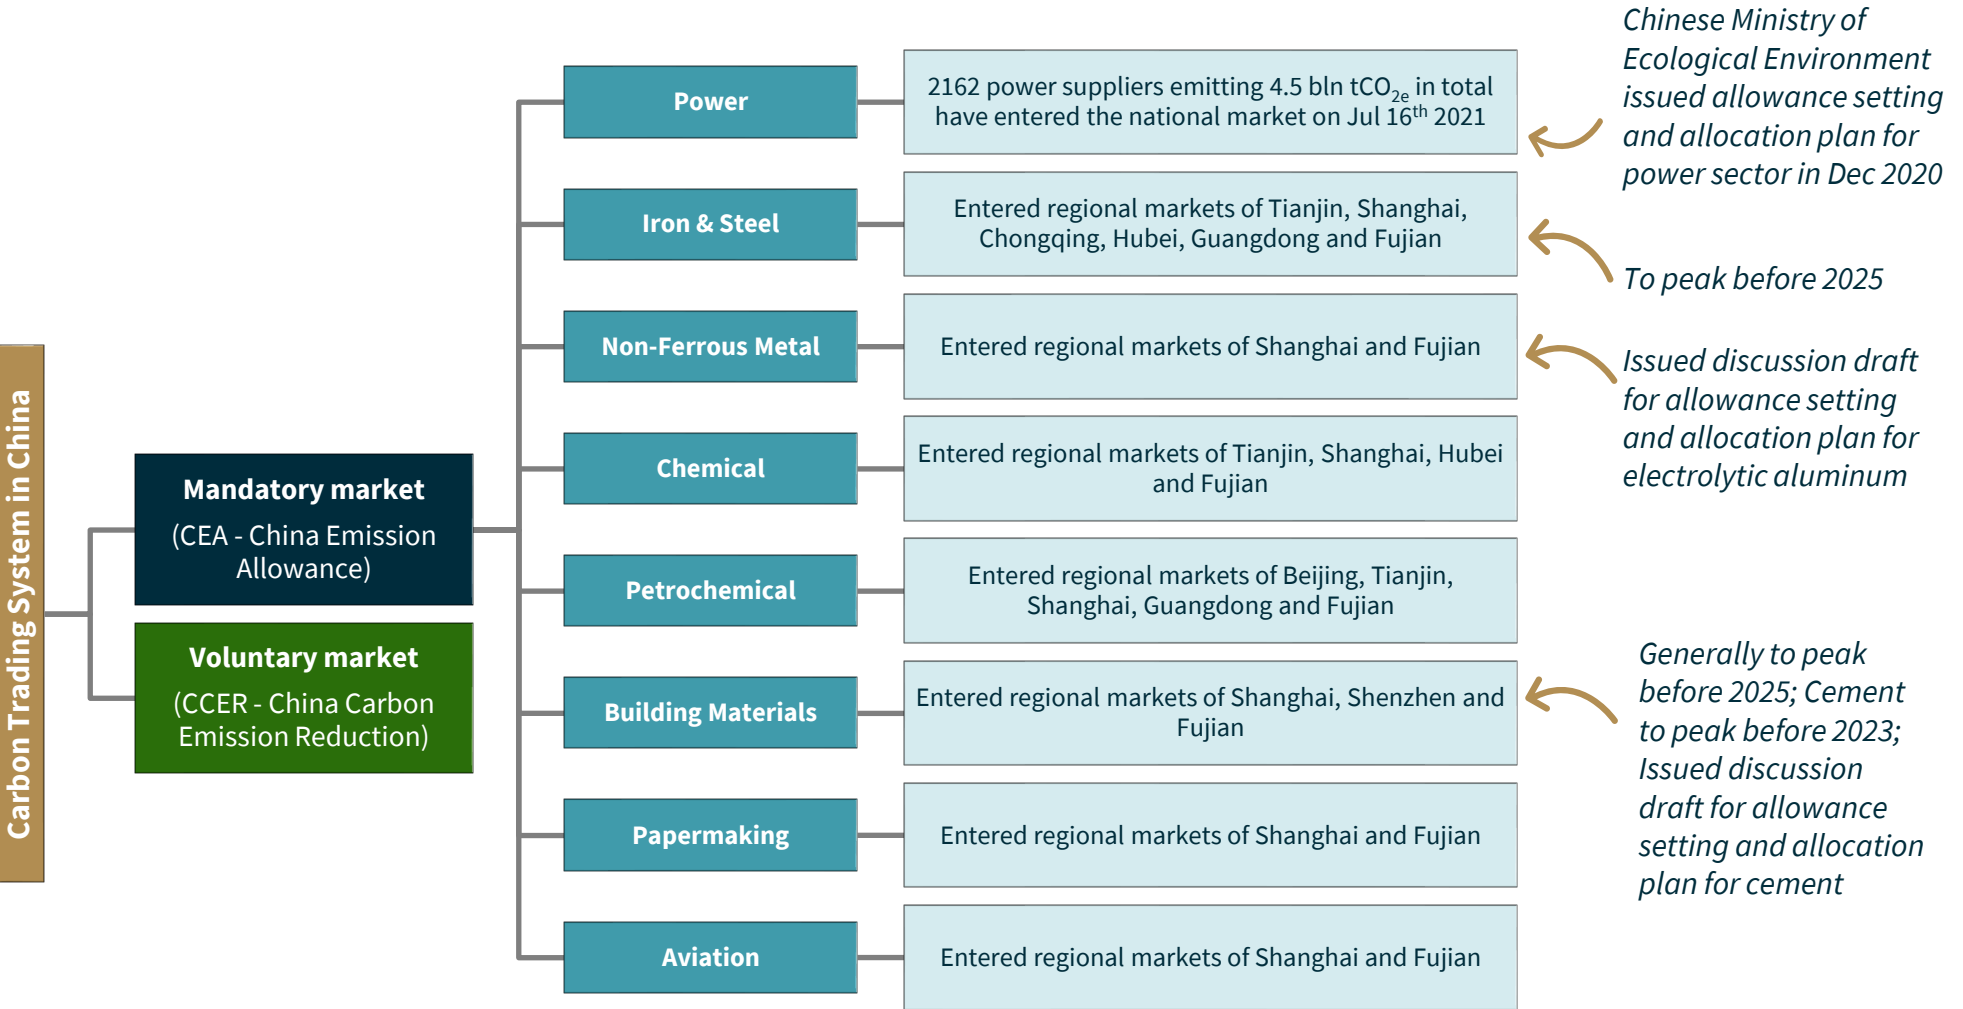 Carbon Trading System in China
Mandatory market
(CEA - China Emission
Allowance)
Voluntary market
(CCER - China Carbon
Emission Reduction)
Power
2162 power suppliers emitting 4.5 bln tCO2e in total
have entered the national market on Jul 16th 2021
Chinese Ministry of
Ecological Environment
issued allowance setting
and allocation plan for
power sector in Dec 2020
Iron & Steel
Entered regional markets of Tianjin, Shanghai,
Chongqing, Hubei, Guangdong and Fujian
To peak before 2025
Non-Ferrous Metal
Entered regional markets of Shanghai and Fujian
Issued discussion draft
for allowance setting
and allocation plan for
electrolytic aluminum
Chemical
Entered regional markets of Tianjin, Shanghai, Hubei
and Fujian
Petrochemical
Entered regional markets of Beijing, Tianjin,
Shanghai, Guangdong and Fujian
Building Materials
Entered regional markets of Shanghai, Shenzhen and
Fujian
Generally to peak
before 2025; Cement
to peak before 2023;
Issued discussion
draft for allowance
setting and allocation
plan for cement
Papermaking
Entered regional markets of Shanghai and Fujian
Aviation
Entered regional markets of Shanghai and Fujian